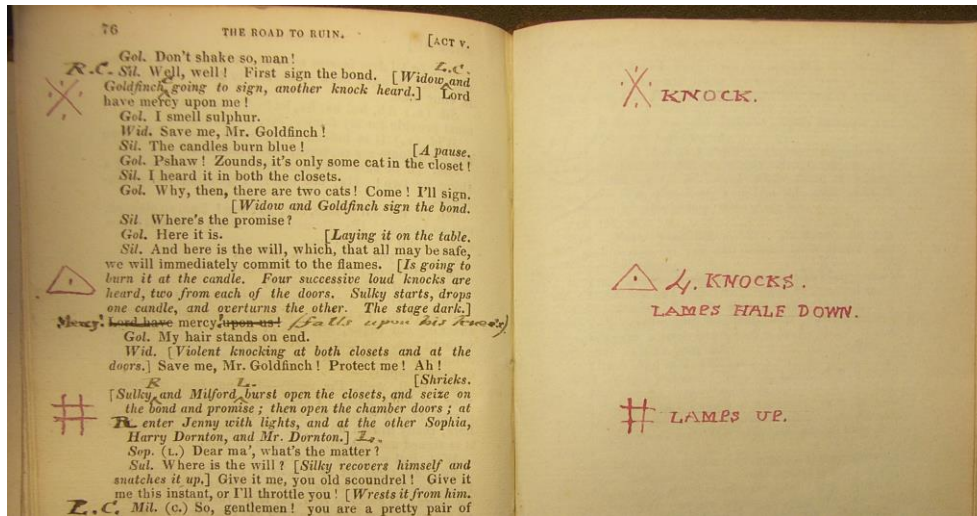 76 THE ROAD TO RUIN. [ACT V.
Gol. Don't shake so, man!
R.C. Sil. Well, well! First sign the bond. [Widow L.C. and
Goldfinch going to sign, another knock heard.] Lord
have mercy upon me!
Gol. I smell sulphur.
Wid. Save me, Mr. Goldfinch!
Sil. The candles burn blue! [A pause.
Gol. Pshaw! Zounds, it's only some cat in the closet!
Sil. I heard it in both the closets.
Gol. Why, then, there are two cats! Come! I'll sign.
[Widow and Goldfinch sign the bond.
Sil Where's the promise?
Gol. Here it is. [Laying it on the table.
Sil. And here is the will, which, that all may be safe,
we will immediately commit to the flames. [Is going to
burn it at the candle. Four successive loud knocks are
heard, two from each of the doors. Sulky starts, drops
one candle, and overturns the other. The stage dark.]
Mercy! Lord have mercy! upon us! (falls upon his knees)
Gol. My hair stands on end.
Wid. [Violent knocking at both closets and at the
doors.] Save me, Mr. Goldfinch! Protect me! Ah!
R L. [Shrieks.
[Sulky and Milford burst open the closets, and seize on
the bond and promise; then open the chamber doors; at
R. enter Jenny with lights, and at the other Sophia,
Harry Dornton, and Mr. Dornton.] L.
Sop. (L.) Dear ma', what's the matter?
Sul. Where is the will? [Silky recovers himself and
snatches it up.] Give it me, you old scoundrel! Give it
me this instant, or I'll throttle you! [Wrests it from him.
L.C. Mil. (C.) So, gentlemen! you are a pretty pair of
KNOCK.
4. KNOCKS.
LAMPS HALF DOWN.
# LAMPS UP.